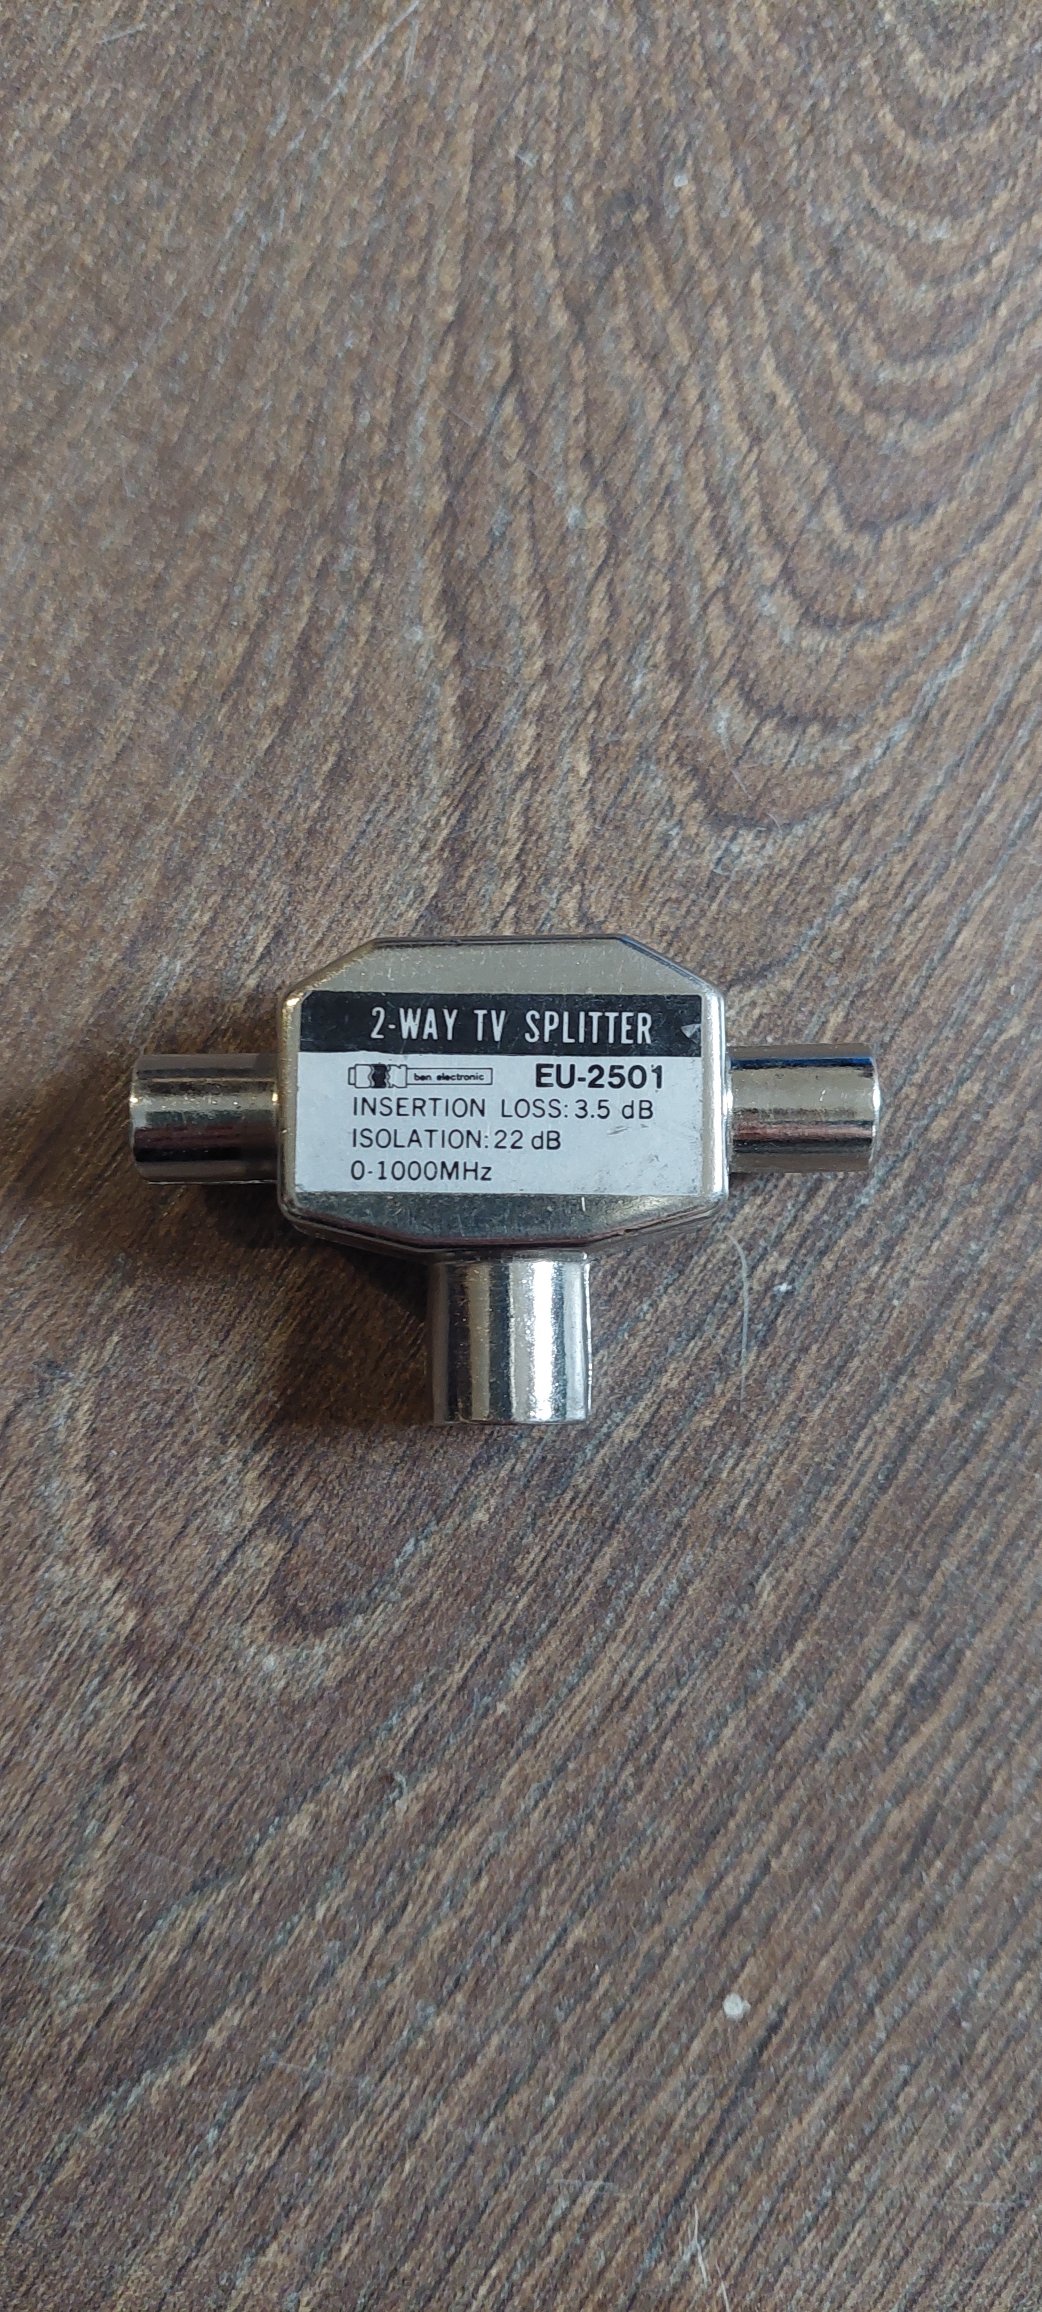 2-WAY TV SPLITTER
ben electronic EU-2501
INSERTION LOSS: 3.5 dB
ISOLATION: 22 dB
0-1000MHz